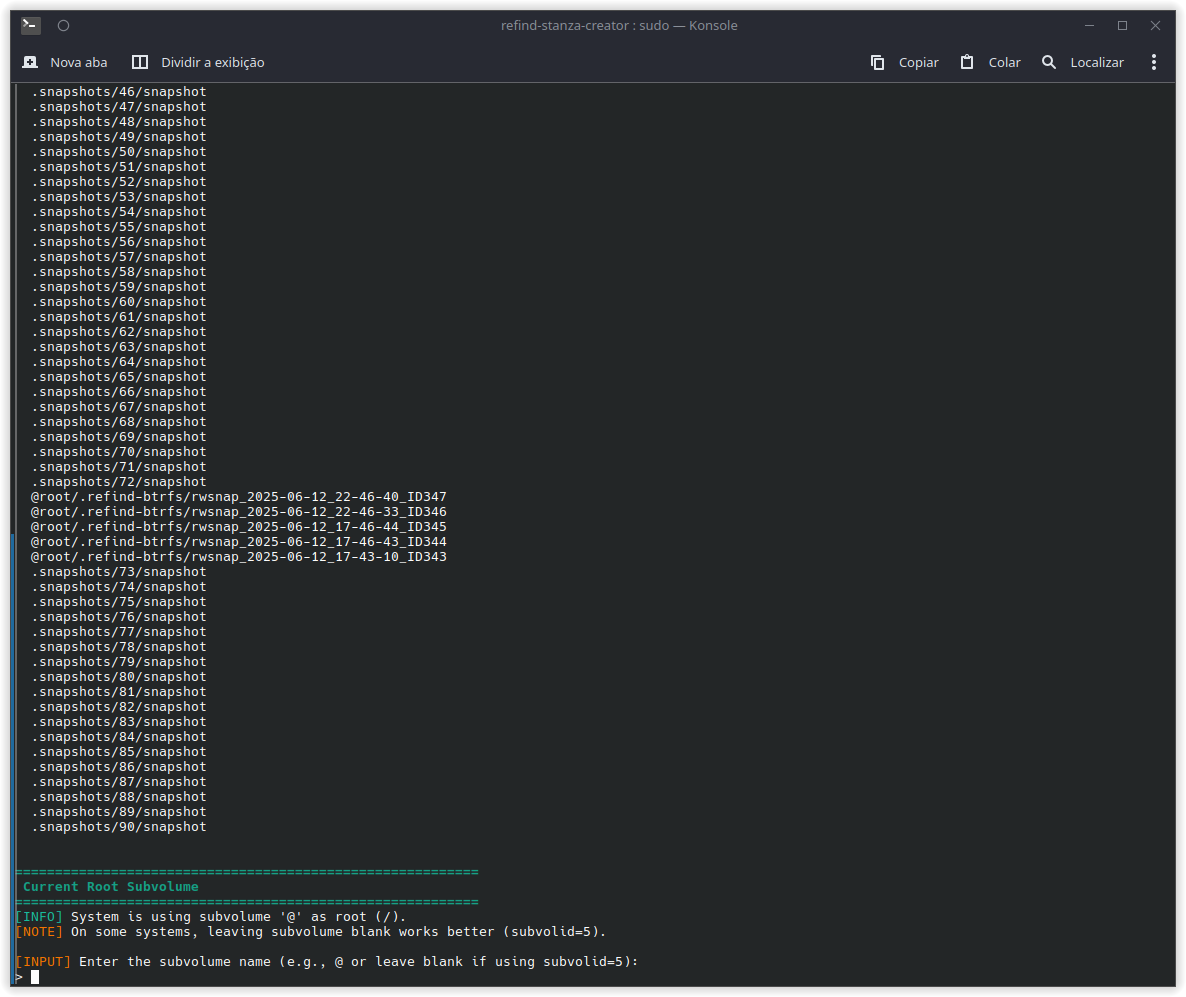 refind-stanza-creator : sudo — Konsole
Nova aba Dividir a exibição Copiar Colar Localizar
.snapshots/46/snapshot
.snapshots/47/snapshot
.snapshots/48/snapshot
.snapshots/49/snapshot
.snapshots/50/snapshot
.snapshots/51/snapshot
.snapshots/52/snapshot
.snapshots/53/snapshot
.snapshots/54/snapshot
.snapshots/55/snapshot
.snapshots/56/snapshot
.snapshots/57/snapshot
.snapshots/58/snapshot
.snapshots/59/snapshot
.snapshots/60/snapshot
.snapshots/61/snapshot
.snapshots/62/snapshot
.snapshots/63/snapshot
.snapshots/64/snapshot
.snapshots/65/snapshot
.snapshots/66/snapshot
.snapshots/67/snapshot
.snapshots/68/snapshot
.snapshots/69/snapshot
.snapshots/70/snapshot
.snapshots/71/snapshot
.snapshots/72/snapshot
@root/.refind-btrfs/rwsnap_2025-06-12_22-46-40_ID347
@root/.refind-btrfs/rwsnap_2025-06-12_22-46-33_ID346
@root/.refind-btrfs/rwsnap_2025-06-12_17-46-44_ID345
@root/.refind-btrfs/rwsnap_2025-06-12_17-46-43_ID344
@root/.refind-btrfs/rwsnap_2025-06-12_17-43-10_ID343
.snapshots/73/snapshot
.snapshots/74/snapshot
.snapshots/75/snapshot
.snapshots/76/snapshot
.snapshots/77/snapshot
.snapshots/78/snapshot
.snapshots/79/snapshot
.snapshots/80/snapshot
.snapshots/81/snapshot
.snapshots/82/snapshot
.snapshots/83/snapshot
.snapshots/84/snapshot
.snapshots/85/snapshot
.snapshots/86/snapshot
.snapshots/87/snapshot
.snapshots/88/snapshot
.snapshots/89/snapshot
.snapshots/90/snapshot
==========================================================
Current Root Subvolume
==========================================================
[INFO] System is using subvolume '@' as root (/).
[NOTE] On some systems, leaving subvolume blank works better (subvolid=5).
[INPUT] Enter the subvolume name (e.g., @ or leave blank if using subvolid=5):
>